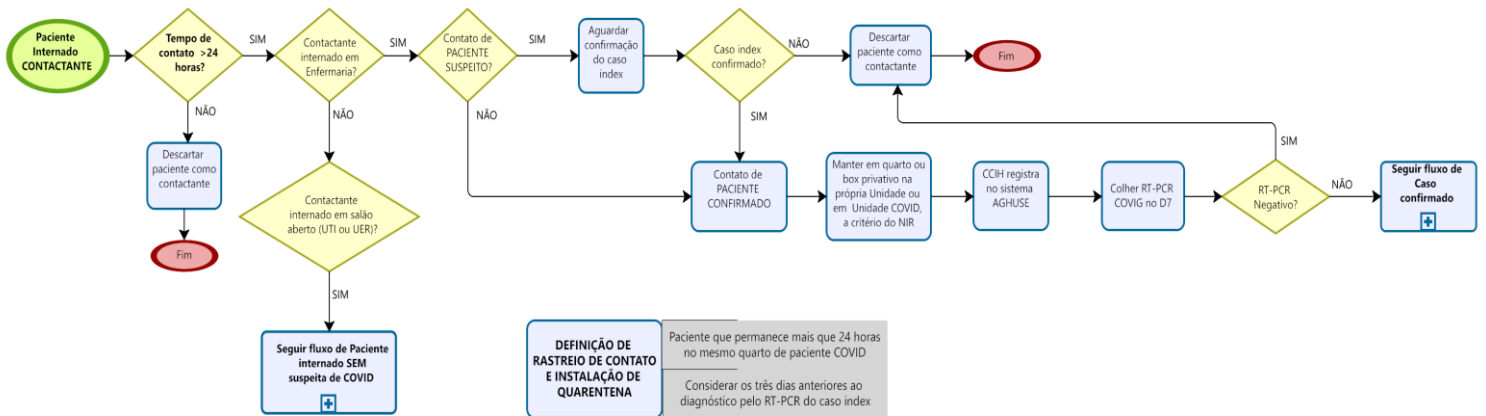 Paciente
Internado
CONTACTANTE
Tempo de
contato >24
horas?
SIM
NÃO
Descartar
paciente como
contactante
Fim
Contactante
internado em
Enfermaria?
SIM
NÃO
Contactante
internado em salão
aberto (UTI ou UER)?
SIM
Seguir fluxo de Paciente
internado SEM
suspeita de COVID
Contato de
PACIENTE
SUSPEITO?
SIM
NÃO
Aguardar
confirmação
do caso
index
Caso index
confirmado?
NÃO
SIM
Descartar
paciente como
contactante
Fim
Contato de
PACIENTE
CONFIRMADO
Manter em quarto ou
box privativo na
própria Unidade ou
em Unidade COVID,
a critério do NIR
CCIH registra
no sistema
AGHUSE
Colher RT-PCR
COVIG no D7
RT-PCR
Negativo?
SIM
NÃO
Seguir fluxo de
Caso
confirmado
DEFINIÇÃO DE
RASTREIO DE CONTATO
E INSTALAÇÃO DE
QUARENTENA
Paciente que permanece mais que 24 horas
no mesmo quarto de paciente COVID
Considerar os três dias anteriores ao
diagnóstico pelo RT-PCR do caso index